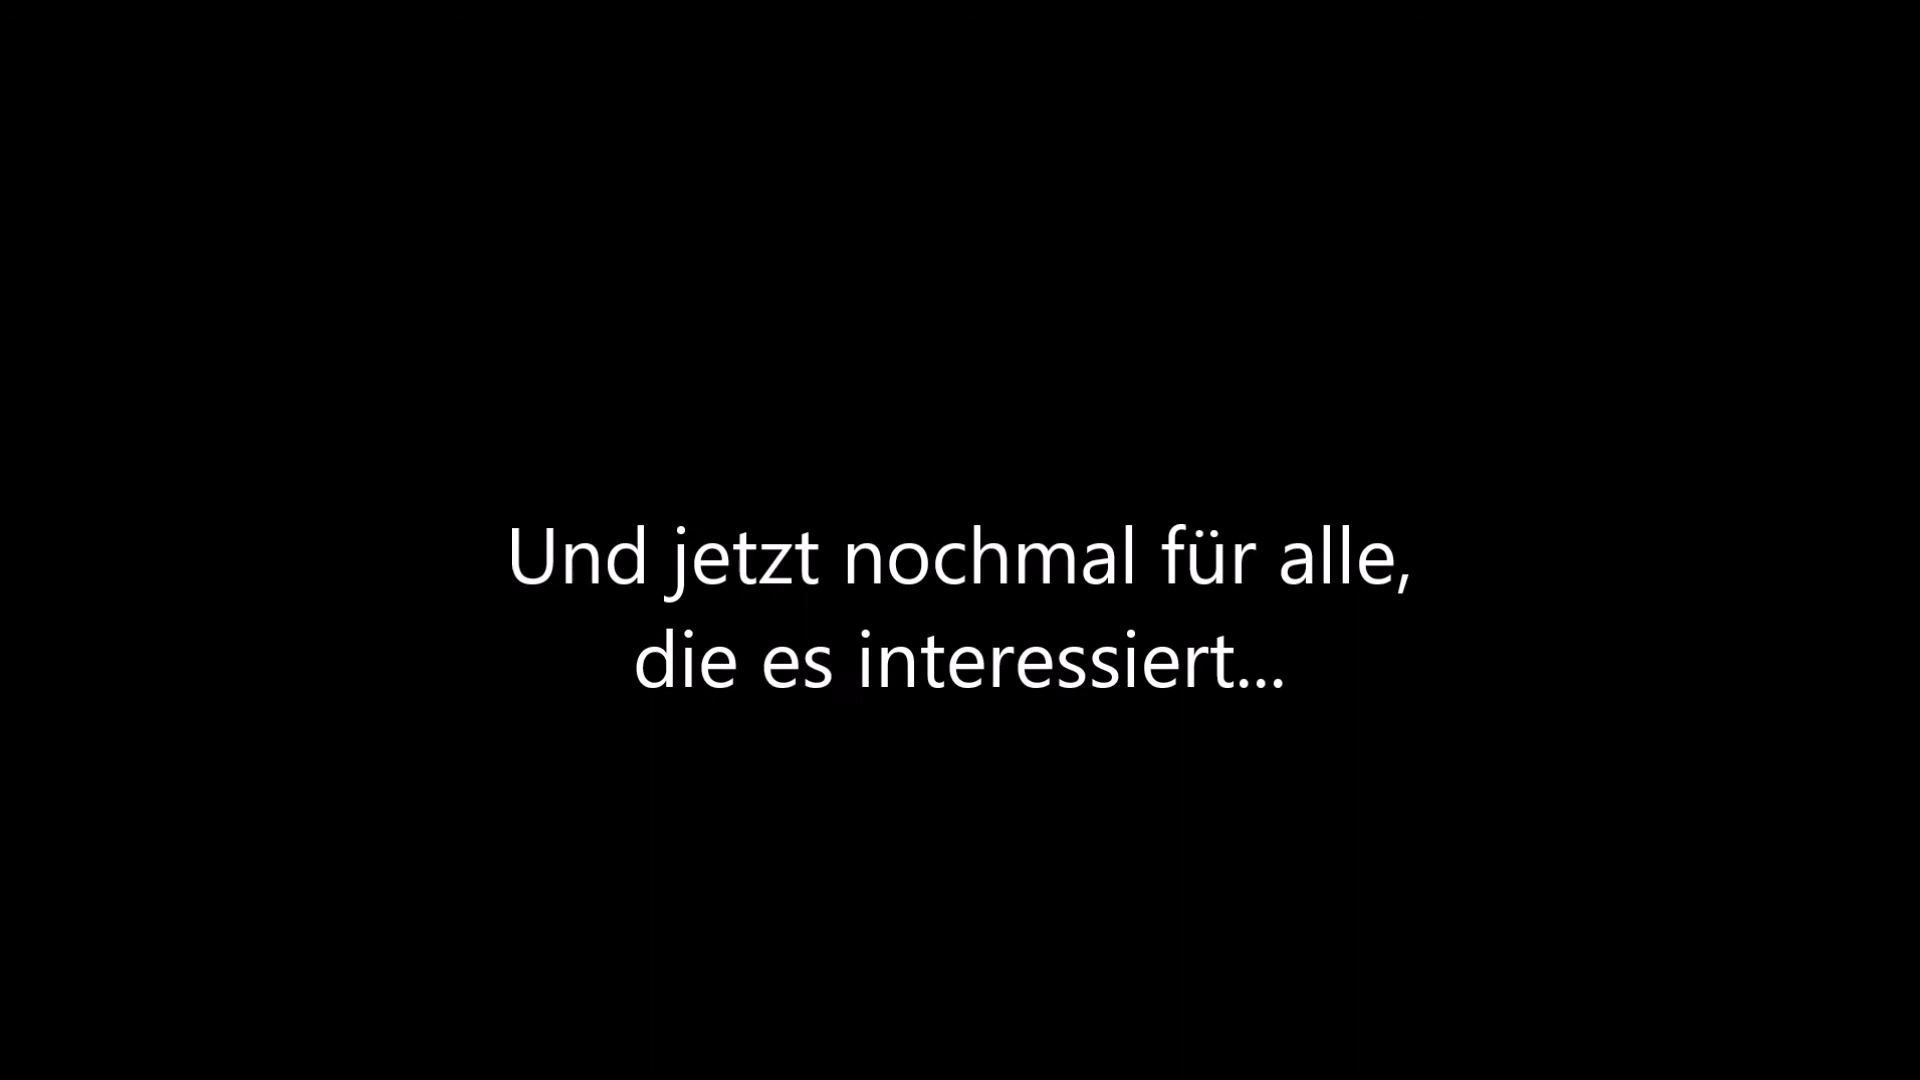 Und jetzt nochmal für alle,
die es interessiert...